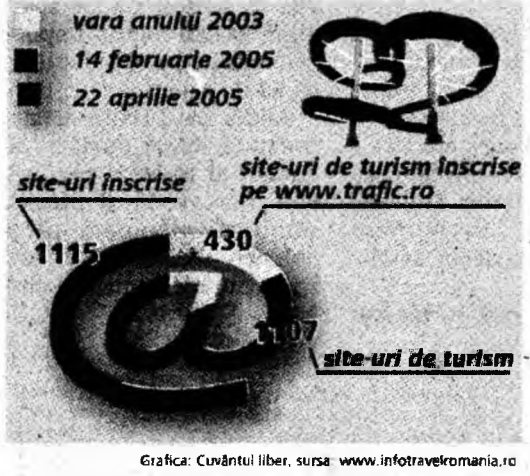 vara anului 2003
14 februarie 2005
22 aprilie 2005
site-uri înscrise
site-uri de turism înscrise
pe www.trafic.ro
1115
430
1107
site-uri de turism
Grafica: Cuvântul liber, sursa: www.infotravelromania.ro